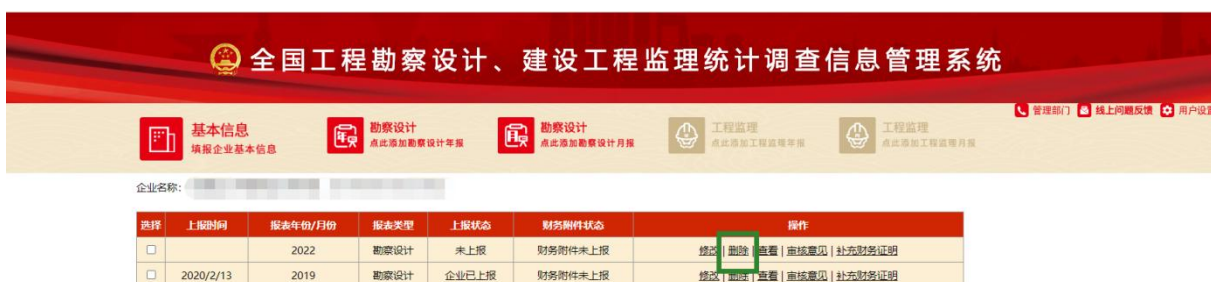 全国工程勘察设计、建设工程监理统计调查信息管理系统
管理部门 线上问题反馈 用户设置
基本信息 勘察设计 勘察设计 工程监理 工程监理
填报企业基本信息 点此添加勘察设计年报 点此添加勘察设计月报 点此添加工程监理年报 点此添加工程监理月报
企业名称:
选择 上报时间 报表年份/月份 报表类型 上报状态 财务附件状态 操作
2022 勘察设计 未上报 财务附件未上报 修改 | 删除 | 查看 | 审核意见 | 补充财务证明
2020/2/13 2019 勘察设计 企业已上报 财务附件未上报 修改 | 删除 | 查看 | 审核意见 | 补充财务证明